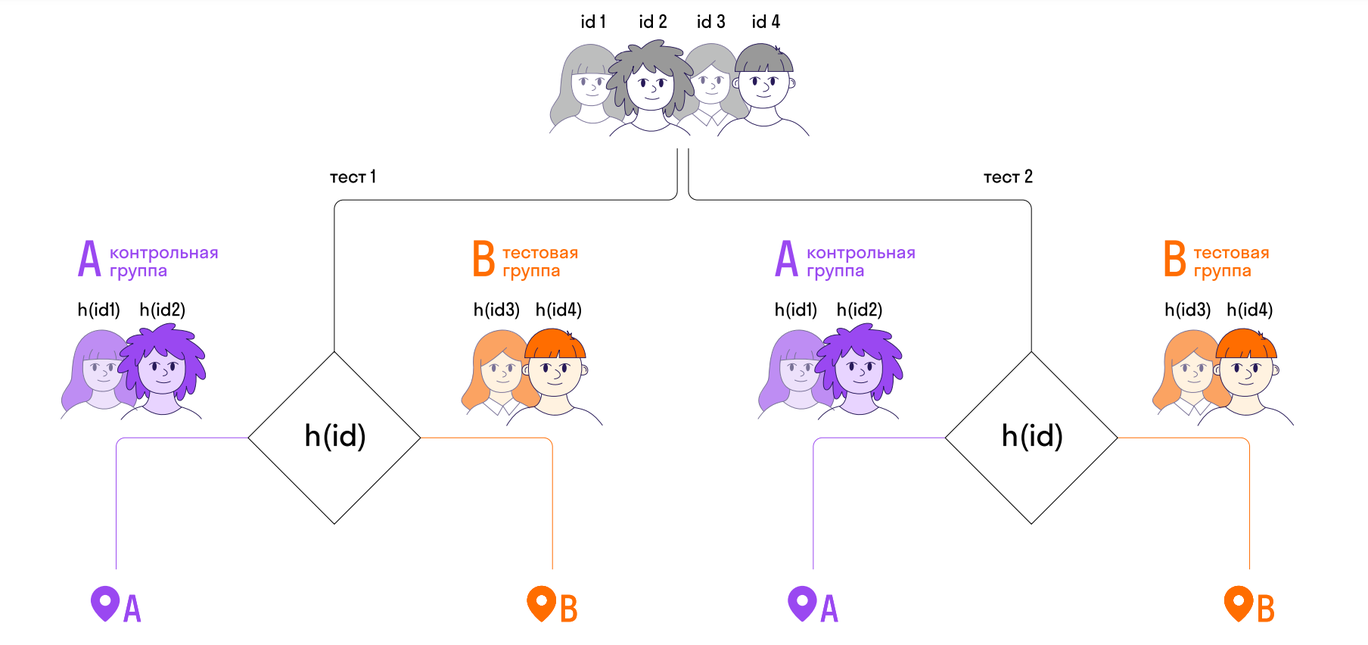 id 1 id 2 id 3 id 4
тест 1
тест 2
A контрольная
группа
B тестовая
группа
A контрольная
группа
B тестовая
группа
h(id1) h(id2)
h(id3) h(id4)
h(id1) h(id2)
h(id3) h(id4)
h(id)
h(id)
A
B
A
B